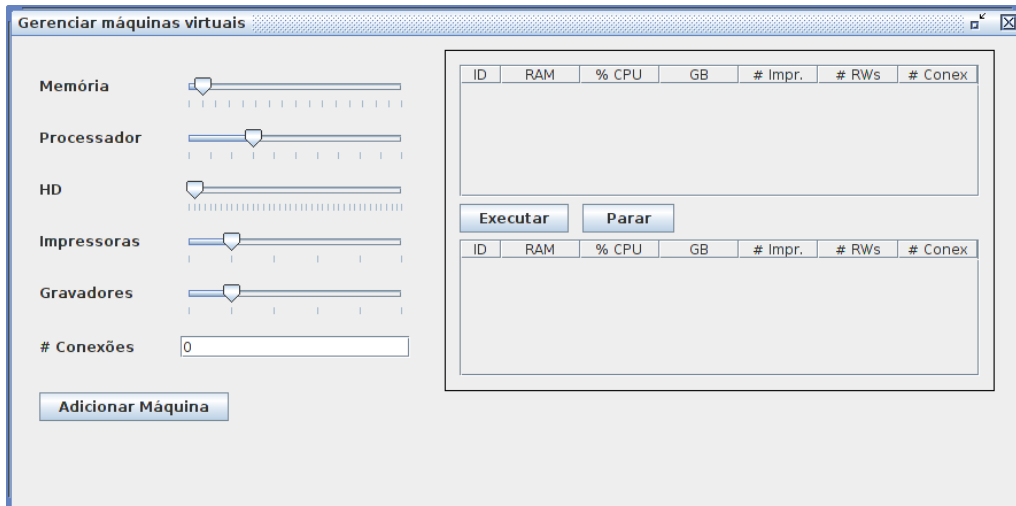 Gerenciar máquinas virtuais
Memória
Processador
HD
Impressoras
Gravadores
# Conexões 0
Adicionar Máquina
ID RAM % CPU GB # Impr. # RWs # Conex
Executar Parar
ID RAM % CPU GB # Impr. # RWs # Conex